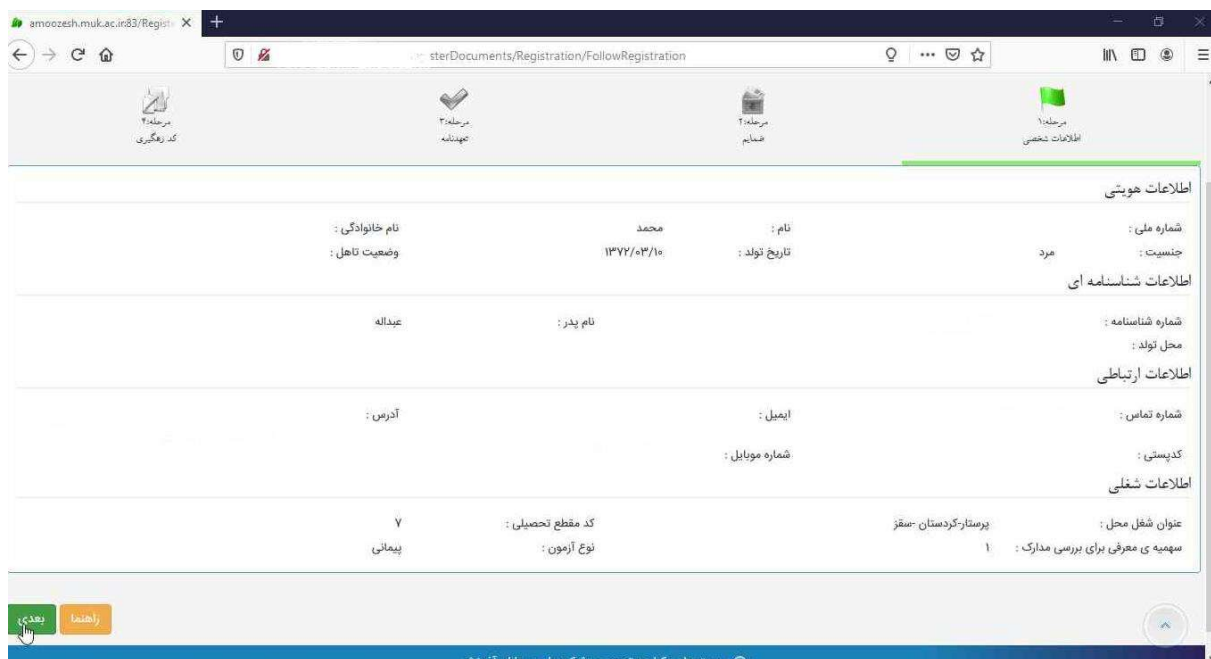 amoozesh.muk.ac.ir:83/Regist
sterDocuments/Registration/FollowRegistration
مرحله:۱
اطلاعات شخصی
مرحله:۲
ضمایم
مرحله:۳
تعهدنامه
مرحله:۴
کد رهگیری
اطلاعات هویتی
شماره ملی : نام : محمد نام خانوادگی :
جنسیت : مرد تاریخ تولد : ۱۳۷۲/۰۳/۱۰ وضعیت تاهل :
اطلاعات شناسنامه ای
شماره شناسنامه : نام پدر : عبداله
محل تولد :
اطلاعات ارتباطی
شماره تماس : ایمیل : آدرس :
کدپستی : شماره موبایل :
اطلاعات شغلی
عنوان شغل محل : پرستار-کردستان -سقز کد مقطع تحصیلی : ۷
سهمیه ی معرفی برای بررسی مدارک : ۱ نوع آزمون : پیمانی
راهنما بعدی